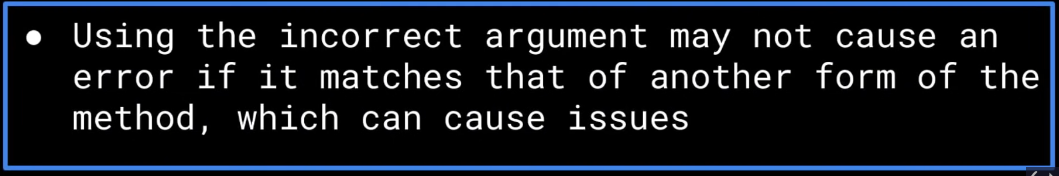 ● Using the incorrect argument may not cause an
error if it matches that of another form of the
method, which can cause issues